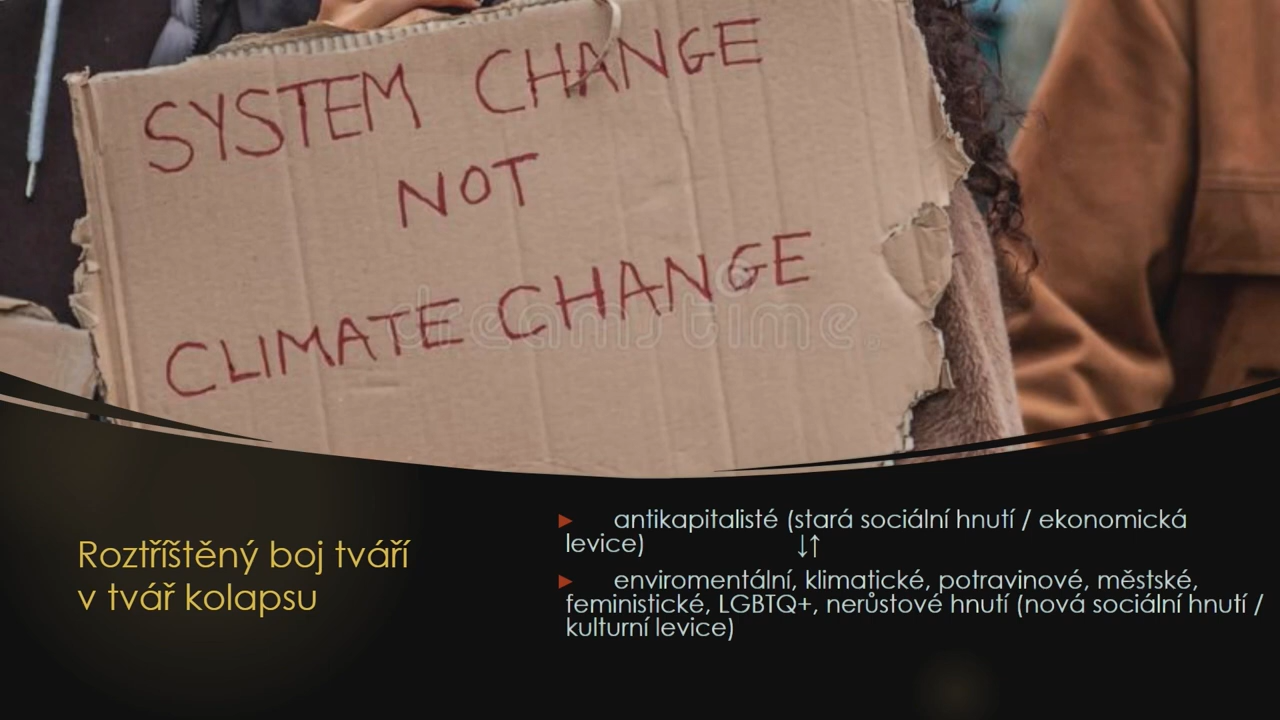 SYSTEM CHANGE
NOT
CLIMATE CHANGE
dreamstime.
Roztříštěný boj tváří
v tvář kolapsu
► antikapitalisté (stará sociální hnutí / ekonomická
levice) ↓↑
► enviromentální, klimatické, potravinové, městské,
feministické, LGBTQ+, nerůstové hnutí (nová sociální hnutí /
kulturní levice)